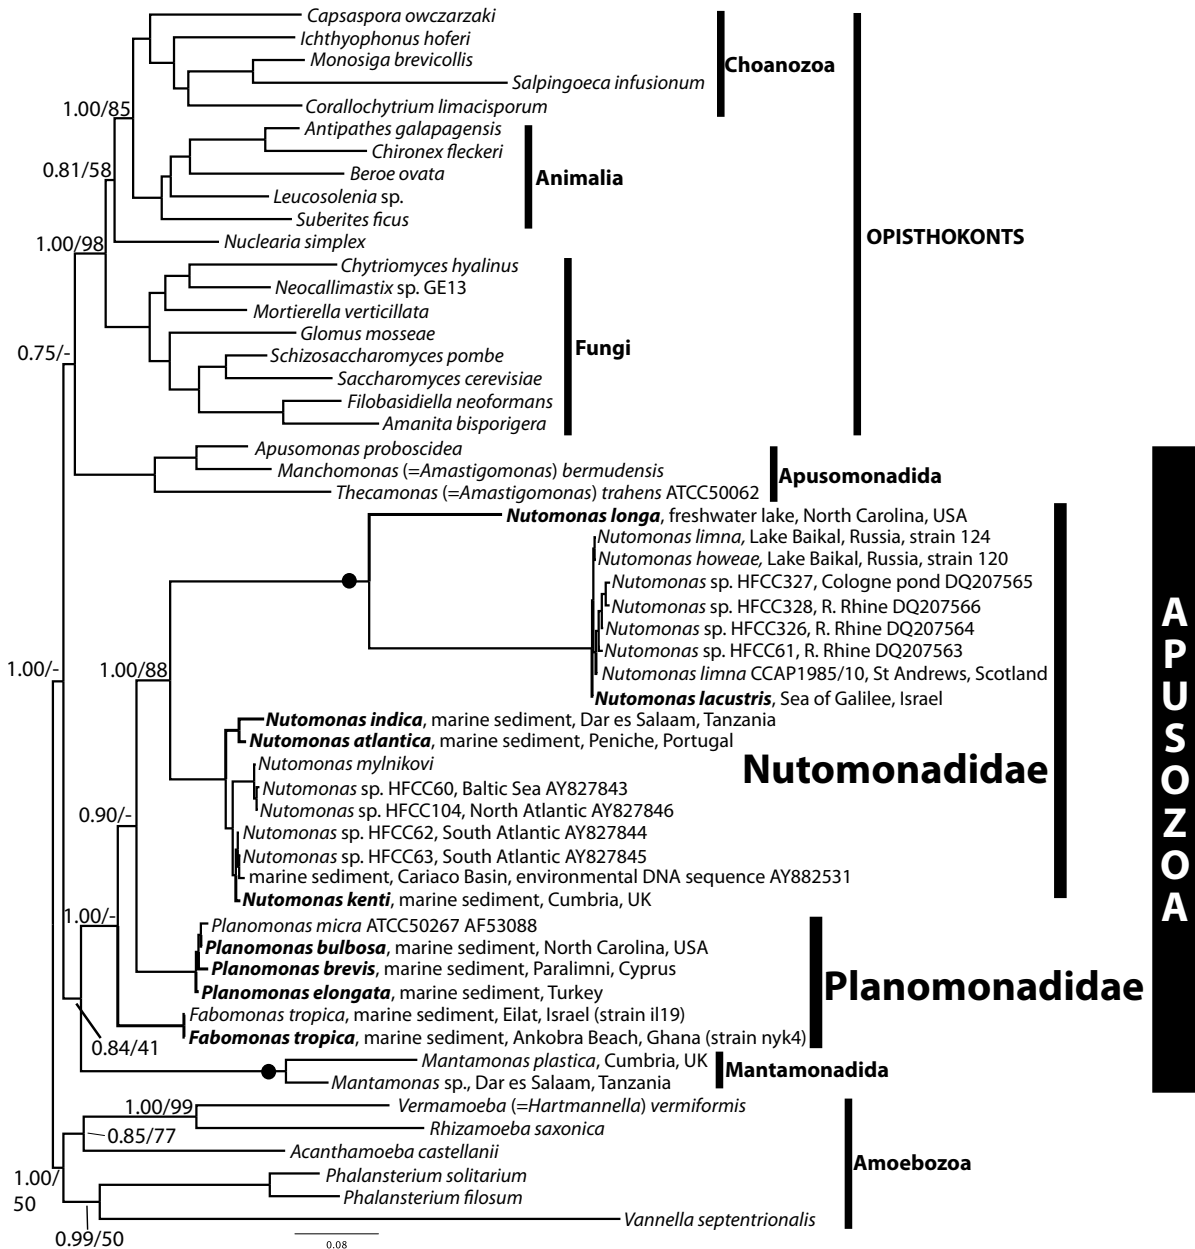 Capsaspora owczarzaki
Ichthyophonus hoferi
Monosiga brevicollis
Choanozoa
Salpingoeca infusionum
1.00/85
Corallochytrium limacisporum
Antipathes galapagensis
Chironex fleckeri
0.81/58
Beroe ovata
Animalia
Leucosolenia sp.
Suberites ficus
OPISTHOKONTS
1.00/98
Nuclearia simplex
Chytriomyces hyalinus
Neocallimastix sp. GE13
Mortierella verticillata
Glomus mosseae
Fungi
0.75/-
Schizosaccharomyces pombe
Saccharomyces cerevisiae
Filobasidiella neoformans
Amanita bisporigera
Apusomonas proboscidea
Manchomonas (=Amastigomonas) bermudensis
Apusomonadida
Thecamonas (=Amastigomonas) trahens ATCC50062
Nutomonas longa, freshwater lake, North Carolina, USA
Nutomonas limna, Lake Baikal, Russia, strain 124
Nutomonas howeae, Lake Baikal, Russia, strain 120
Nutomonas sp. HFCC327, Cologne pond DQ207565
Nutomonas sp. HFCC328, R. Rhine DQ207566
Nutomonas sp. HFCC326, R. Rhine DQ207564
Nutomonas sp. HFCC61, R. Rhine DQ207563
1.00/-
1.00/88
Nutomonas limna CCAP1985/10, St Andrews, Scotland
Nutomonas lacustris, Sea of Galilee, Israel
Nutomonas indica, marine sediment, Dar es Salaam, Tanzania
Nutomonas atlantica, marine sediment, Peniche, Portugal
Nutomonas mylnikovi
Nutomonadidae
Nutomonas sp. HFCC60, Baltic Sea AY827843
Nutomonas sp. HFCC104, North Atlantic AY827846
0.90/-
Nutomonas sp. HFCC62, South Atlantic AY827844
Nutomonas sp. HFCC63, South Atlantic AY827845
marine sediment, Cariaco Basin, environmental DNA sequence AY882531
Nutomonas kenti, marine sediment, Cumbria, UK
APUSOZOA
1.00/-
Planomonas micra ATCC50267 AF53088
Planomonas bulbosa, marine sediment, North Carolina, USA
Planomonas brevis, marine sediment, Paralimni, Cyprus
Planomonadidae
Planomonas elongata, marine sediment, Turkey
Fabomonas tropica, marine sediment, Eilat, Israel (strain il19)
Fabomonas tropica, marine sediment, Ankobra Beach, Ghana (strain nyk4)
0.84/41
Mantamonas plastica, Cumbria, UK
Mantamonadida
Mantamonas sp., Dar es Salaam, Tanzania
1.00/99
Vermamoeba (=Hartmannella) vermiformis
Rhizamoeba saxonica
0.85/77
Acanthamoeba castellanii
Amoebozoa
Phalansterium solitarium
1.00/
50
Phalansterium filosum
Vannella septentrionalis
0.99/50
0.08